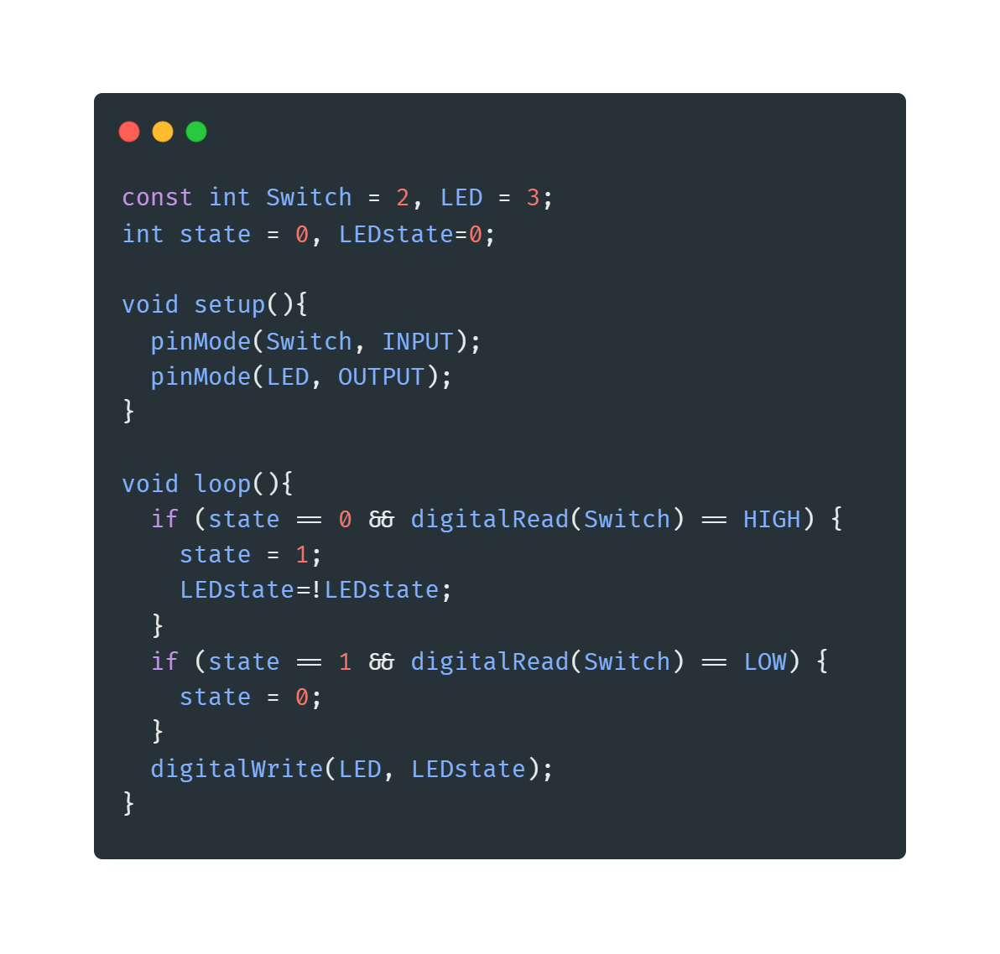 const int Switch = 2, LED = 3;
int state = 0, LEDstate=0;

void setup(){
  pinMode(Switch, INPUT);
  pinMode(LED, OUTPUT);
}

void loop(){
  if (state == 0 && digitalRead(Switch) == HIGH) {
    state = 1;
    LEDstate=!LEDstate;
  }
  if (state == 1 && digitalRead(Switch) == LOW) {
    state = 0;
  }
  digitalWrite(LED, LEDstate);
}